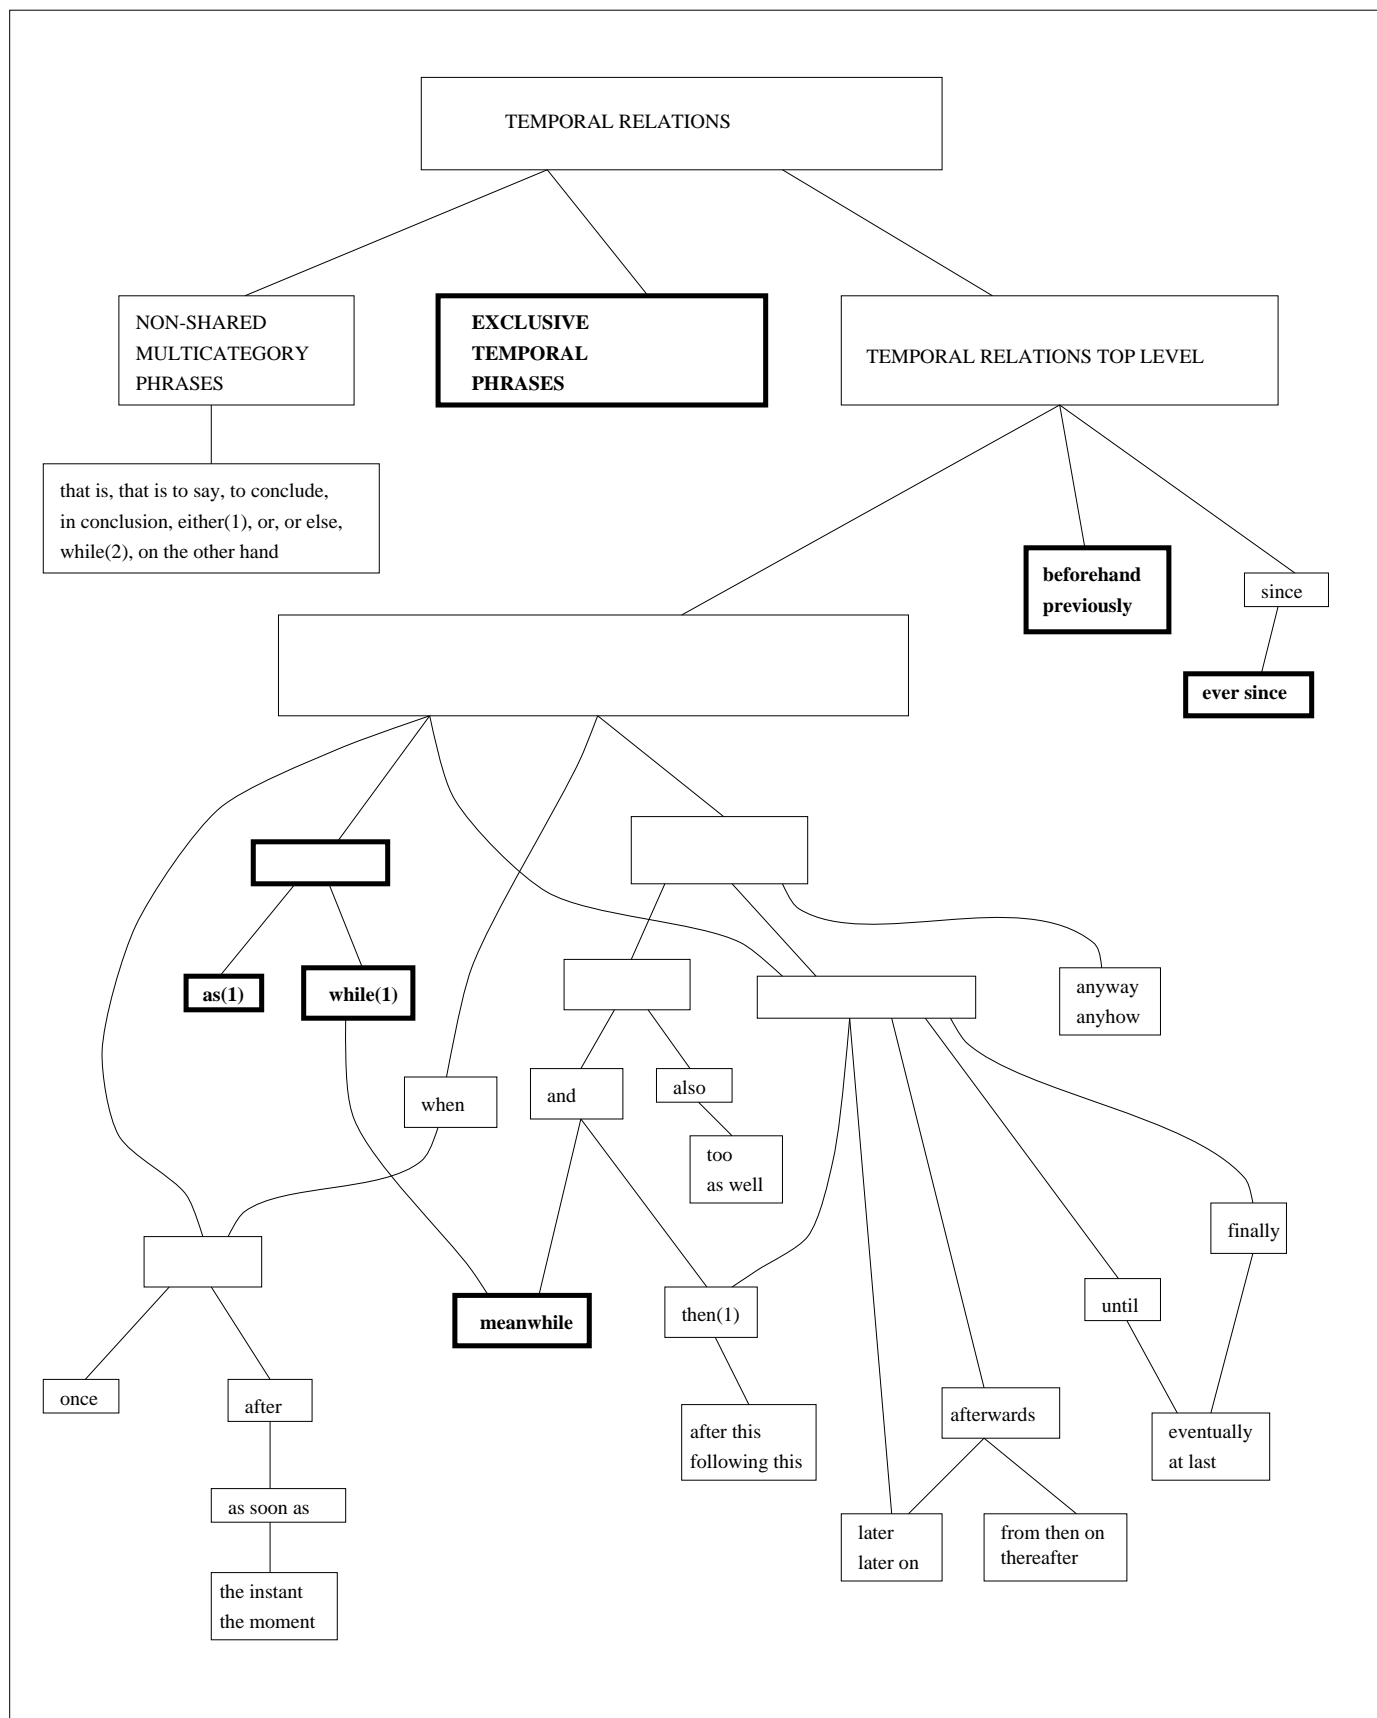 TEMPORAL RELATIONS
NON-SHARED
MULTICATEGORY
PHRASES
EXCLUSIVE
TEMPORAL
PHRASES
TEMPORAL RELATIONS TOP LEVEL
that is, that is to say, to conclude,
in conclusion, either(1), or, or else,
while(2), on the other hand
beforehand
previously
since
ever since
as(1)
while(1)
anyway
anyhow
when
and
also
too
as well
finally
until
meanwhile
then(1)
once
after
afterwards
after this
following this
eventually
at last
as soon as
later
later on
from then on
thereafter
the instant
the moment